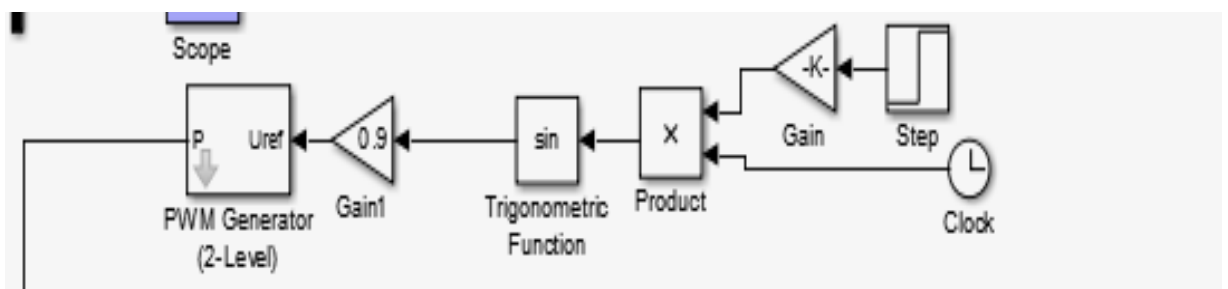 Scope
-K-
Gain
Step
P
Uref
0.9
sin
X
PWM Generator
(2-Level)
Gain1
Trigonometric
Function
Product
Clock